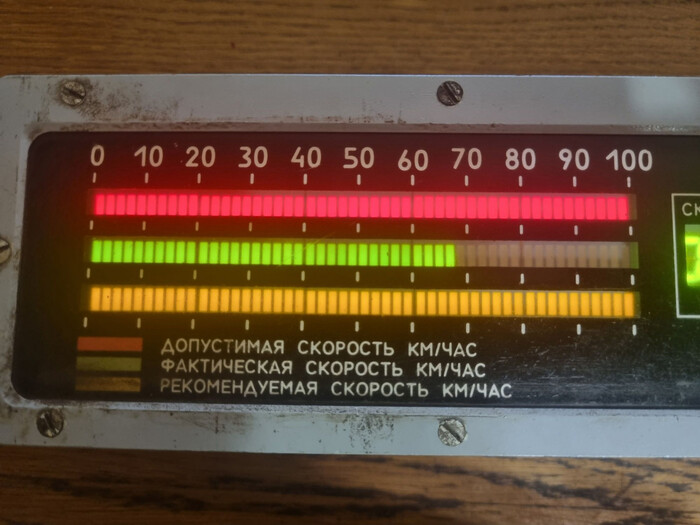 0 10 20 30 40 50 60 70 80 90 100
ДОПУСТИМАЯ СКОРОСТЬ КМ/ЧАС
ФАКТИЧЕСКАЯ СКОРОСТЬ КМ/ЧАС
РЕКОМЕНДУЕМАЯ СКОРОСТЬ КМ/ЧАС